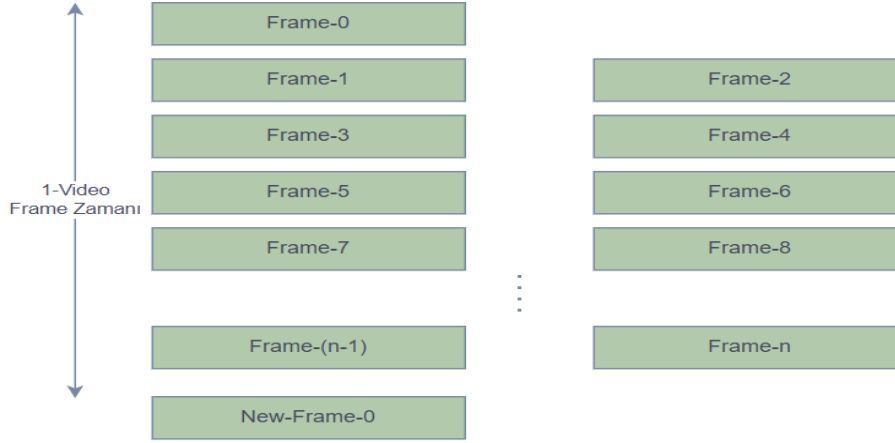 Frame-0
Frame-1
Frame-2
Frame-3
Frame-4
1-Video
Frame Zamanı
Frame-5
Frame-6
Frame-7
Frame-8
Frame-(n-1)
Frame-n
New-Frame-0